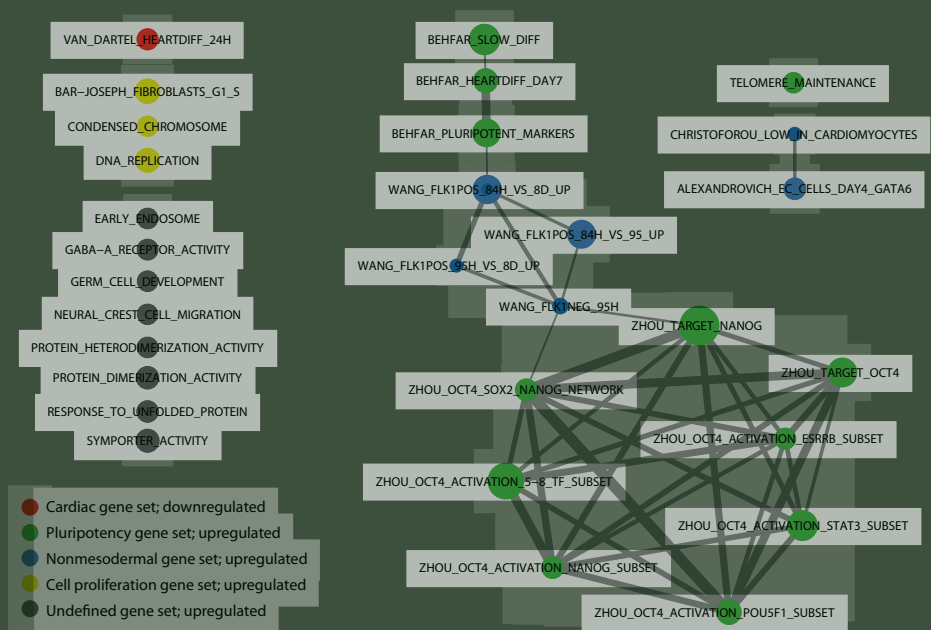 VAN_DARTEL_HEARTDIFF_24H
BAR–JOSEPH_FIBROBLASTS_G1_S
CONDENSED_CHROMOSOME
DNA_REPLICATION
EARLY_ENDOSOME
GABA–A_RECEPTOR_ACTIVITY
GERM_CELL_DEVELOPMENT
NEURAL_CREST_CELL_MIGRATION
PROTEIN_HETERODIMERIZATION_ACTIVITY
PROTEIN_DIMERIZATION_ACTIVITY
RESPONSE_TO_UNFOLDED_PROTEIN
SYMPORTER_ACTIVITY
BEHFAR_SLOW_DIFF
BEHFAR_HEARTDIFF_DAY7
BEHFAR_PLURIPOTENT_MARKERS
WANG_FLK1POS_84H_VS_8D_UP
WANG_FLK1POS_84H_VS_95_UP
WANG_FLK1POS_95H_VS_8D_UP
WANG_FLK1NEG_95H
TELOMERE_MAINTENANCE
CHRISTOFOROU_LOW_IN_CARDIOMYOCYTES
ALEXANDROVICH_EC_CELLS_DAY4_GATA6
ZHOU_TARGET_NANOG
ZHOU_TARGET_OCT4
ZHOU_OCT4_SOX2_NANOG_NETWORK
ZHOU_OCT4_ACTIVATION_ESRRB_SUBSET
ZHOU_OCT4_ACTIVATION_5–8_TF_SUBSET
ZHOU_OCT4_ACTIVATION_STAT3_SUBSET
ZHOU_OCT4_ACTIVATION_NANOG_SUBSET
ZHOU_OCT4_ACTIVATION_POU5F1_SUBSET
Cardiac gene set; downregulated
Pluripotency gene set; upregulated
Nonmesodermal gene set; upregulated
Cell proliferation gene set; upregulated
Undefined gene set; upregulated